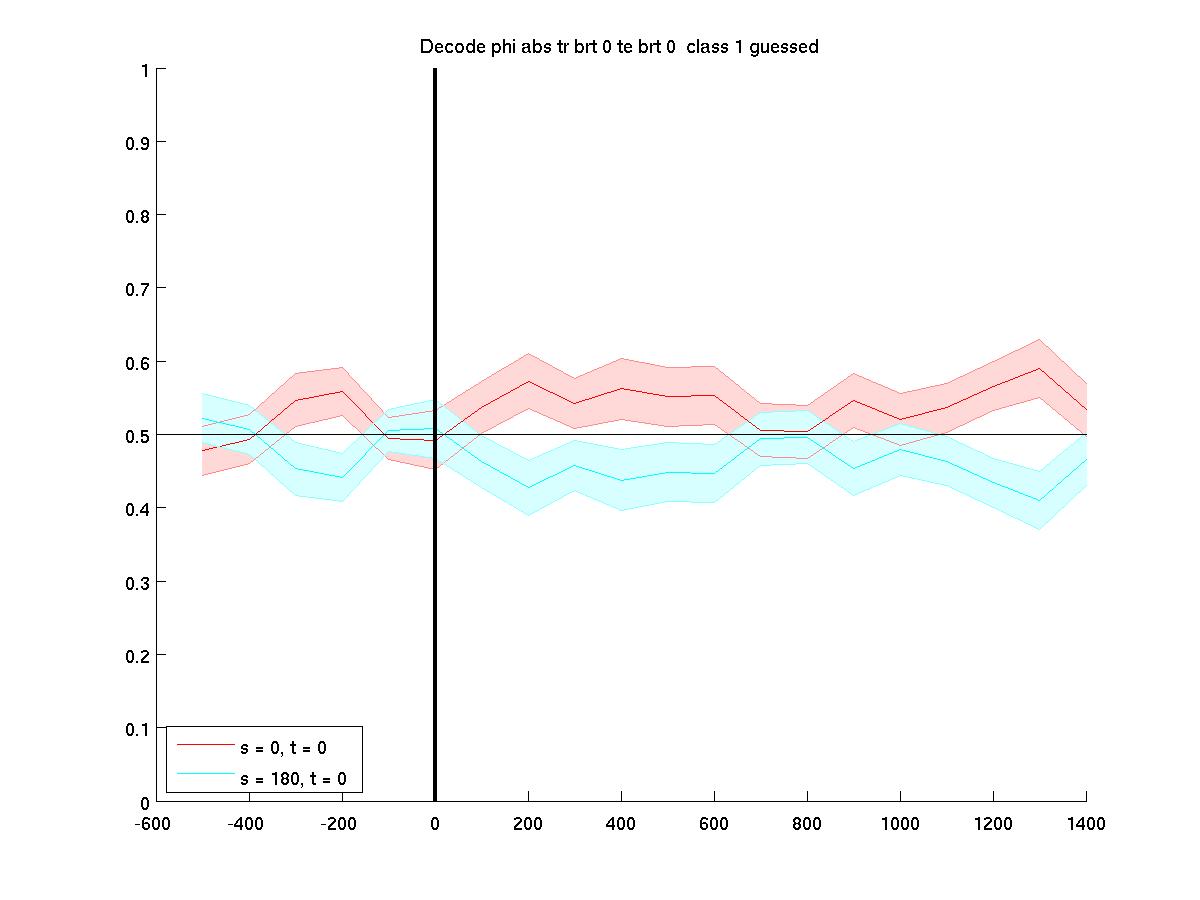 Decode phi abs tr brt 0 te brt 0  class 1 guessed
1
0.9
0.8
0.7
0.6
0.5
0.4
0.3
0.2
0.1
0
s = 0, t = 0
s = 180, t = 0
-600 -400 -200 0 200 400 600 800 1000 1200 1400